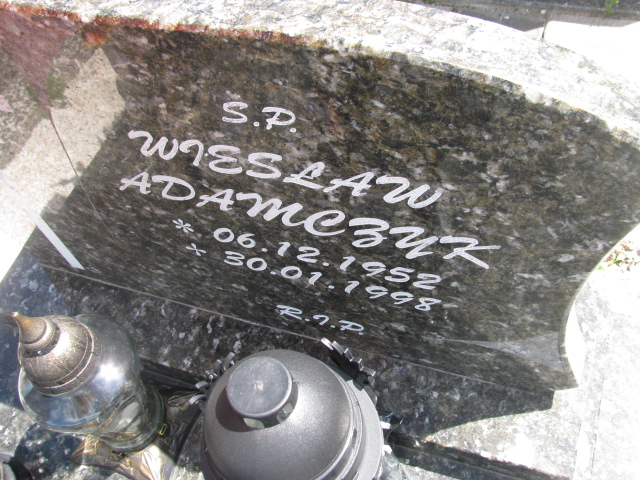 Ś.P.
WIESŁAW
ADAMCZYK
* 06.12.1952
+ 30.01.1998
R.I.P.